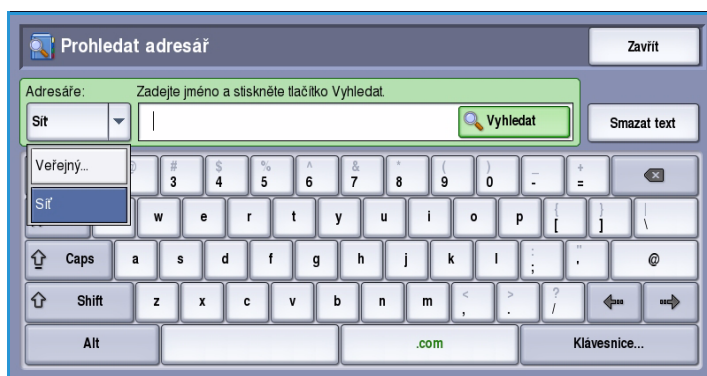 Prohledat adresář
Zavřít
Adresáře:
Zadejte jméno a stiskněte tlačítko Vyhledat.
Síť
Vyhledat
Smazat text
Veřejný...
Síť
# $ % ^ & * ( ) _ +
3 4 5 6 7 8 9 0 - =
w e r t y u i o p { [ } ] | \
Caps a s d f g h j k l : ; " ' @
Shift z x c v b n m < , > . ? /
Alt .com Klávesnice...